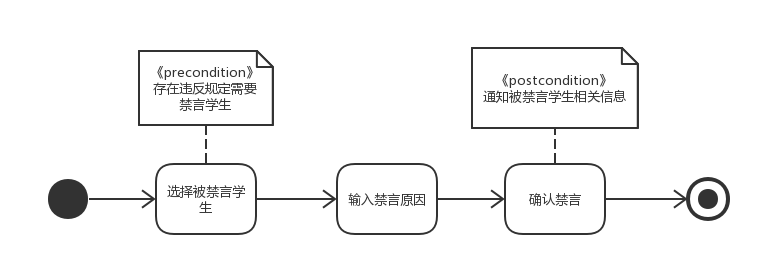 《precondition》
存在违反规定需要
禁言学生
《postcondition》
通知被禁言学生相关信息
选择被禁言学
生
输入禁言原因
确认禁言